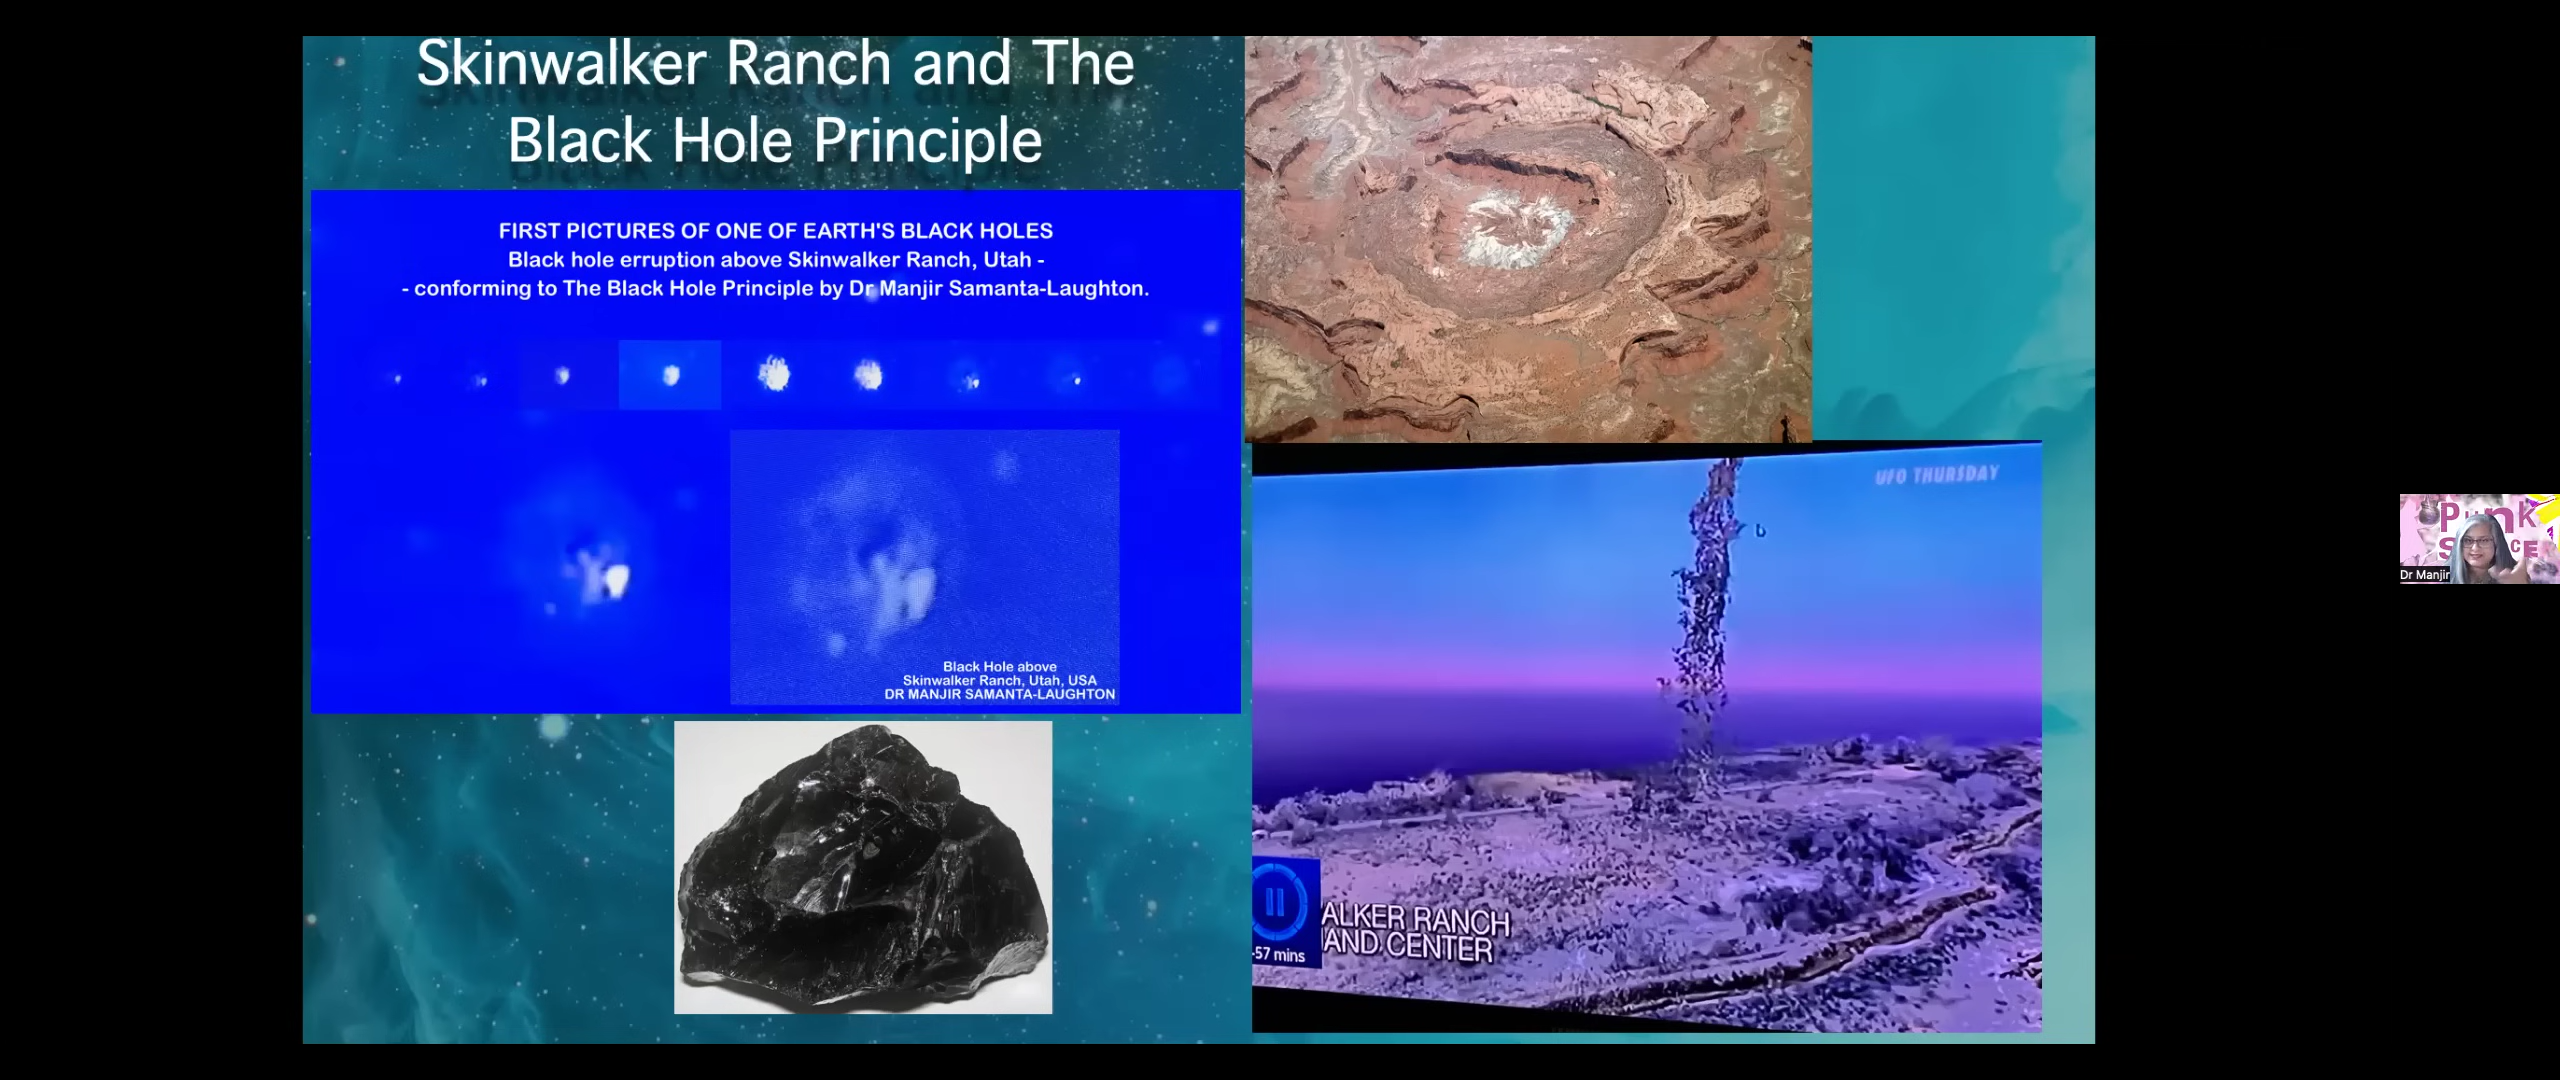 Skinwalker Ranch and The
Black Hole Principle
FIRST PICTURES OF ONE OF EARTH'S BLACK HOLES
Black hole erruption above Skinwalker Ranch, Utah -
- conforming to The Black Hole Principle by Dr Manjir Samanta-Laughton.
Black Hole above
Skinwalker Ranch, Utah, USA
DR MANJIR SAMANTA-LAUGHTON
UFO THURSDAY
b
ALKER RANCH
AND CENTER
-57 mins
Dr Manjir